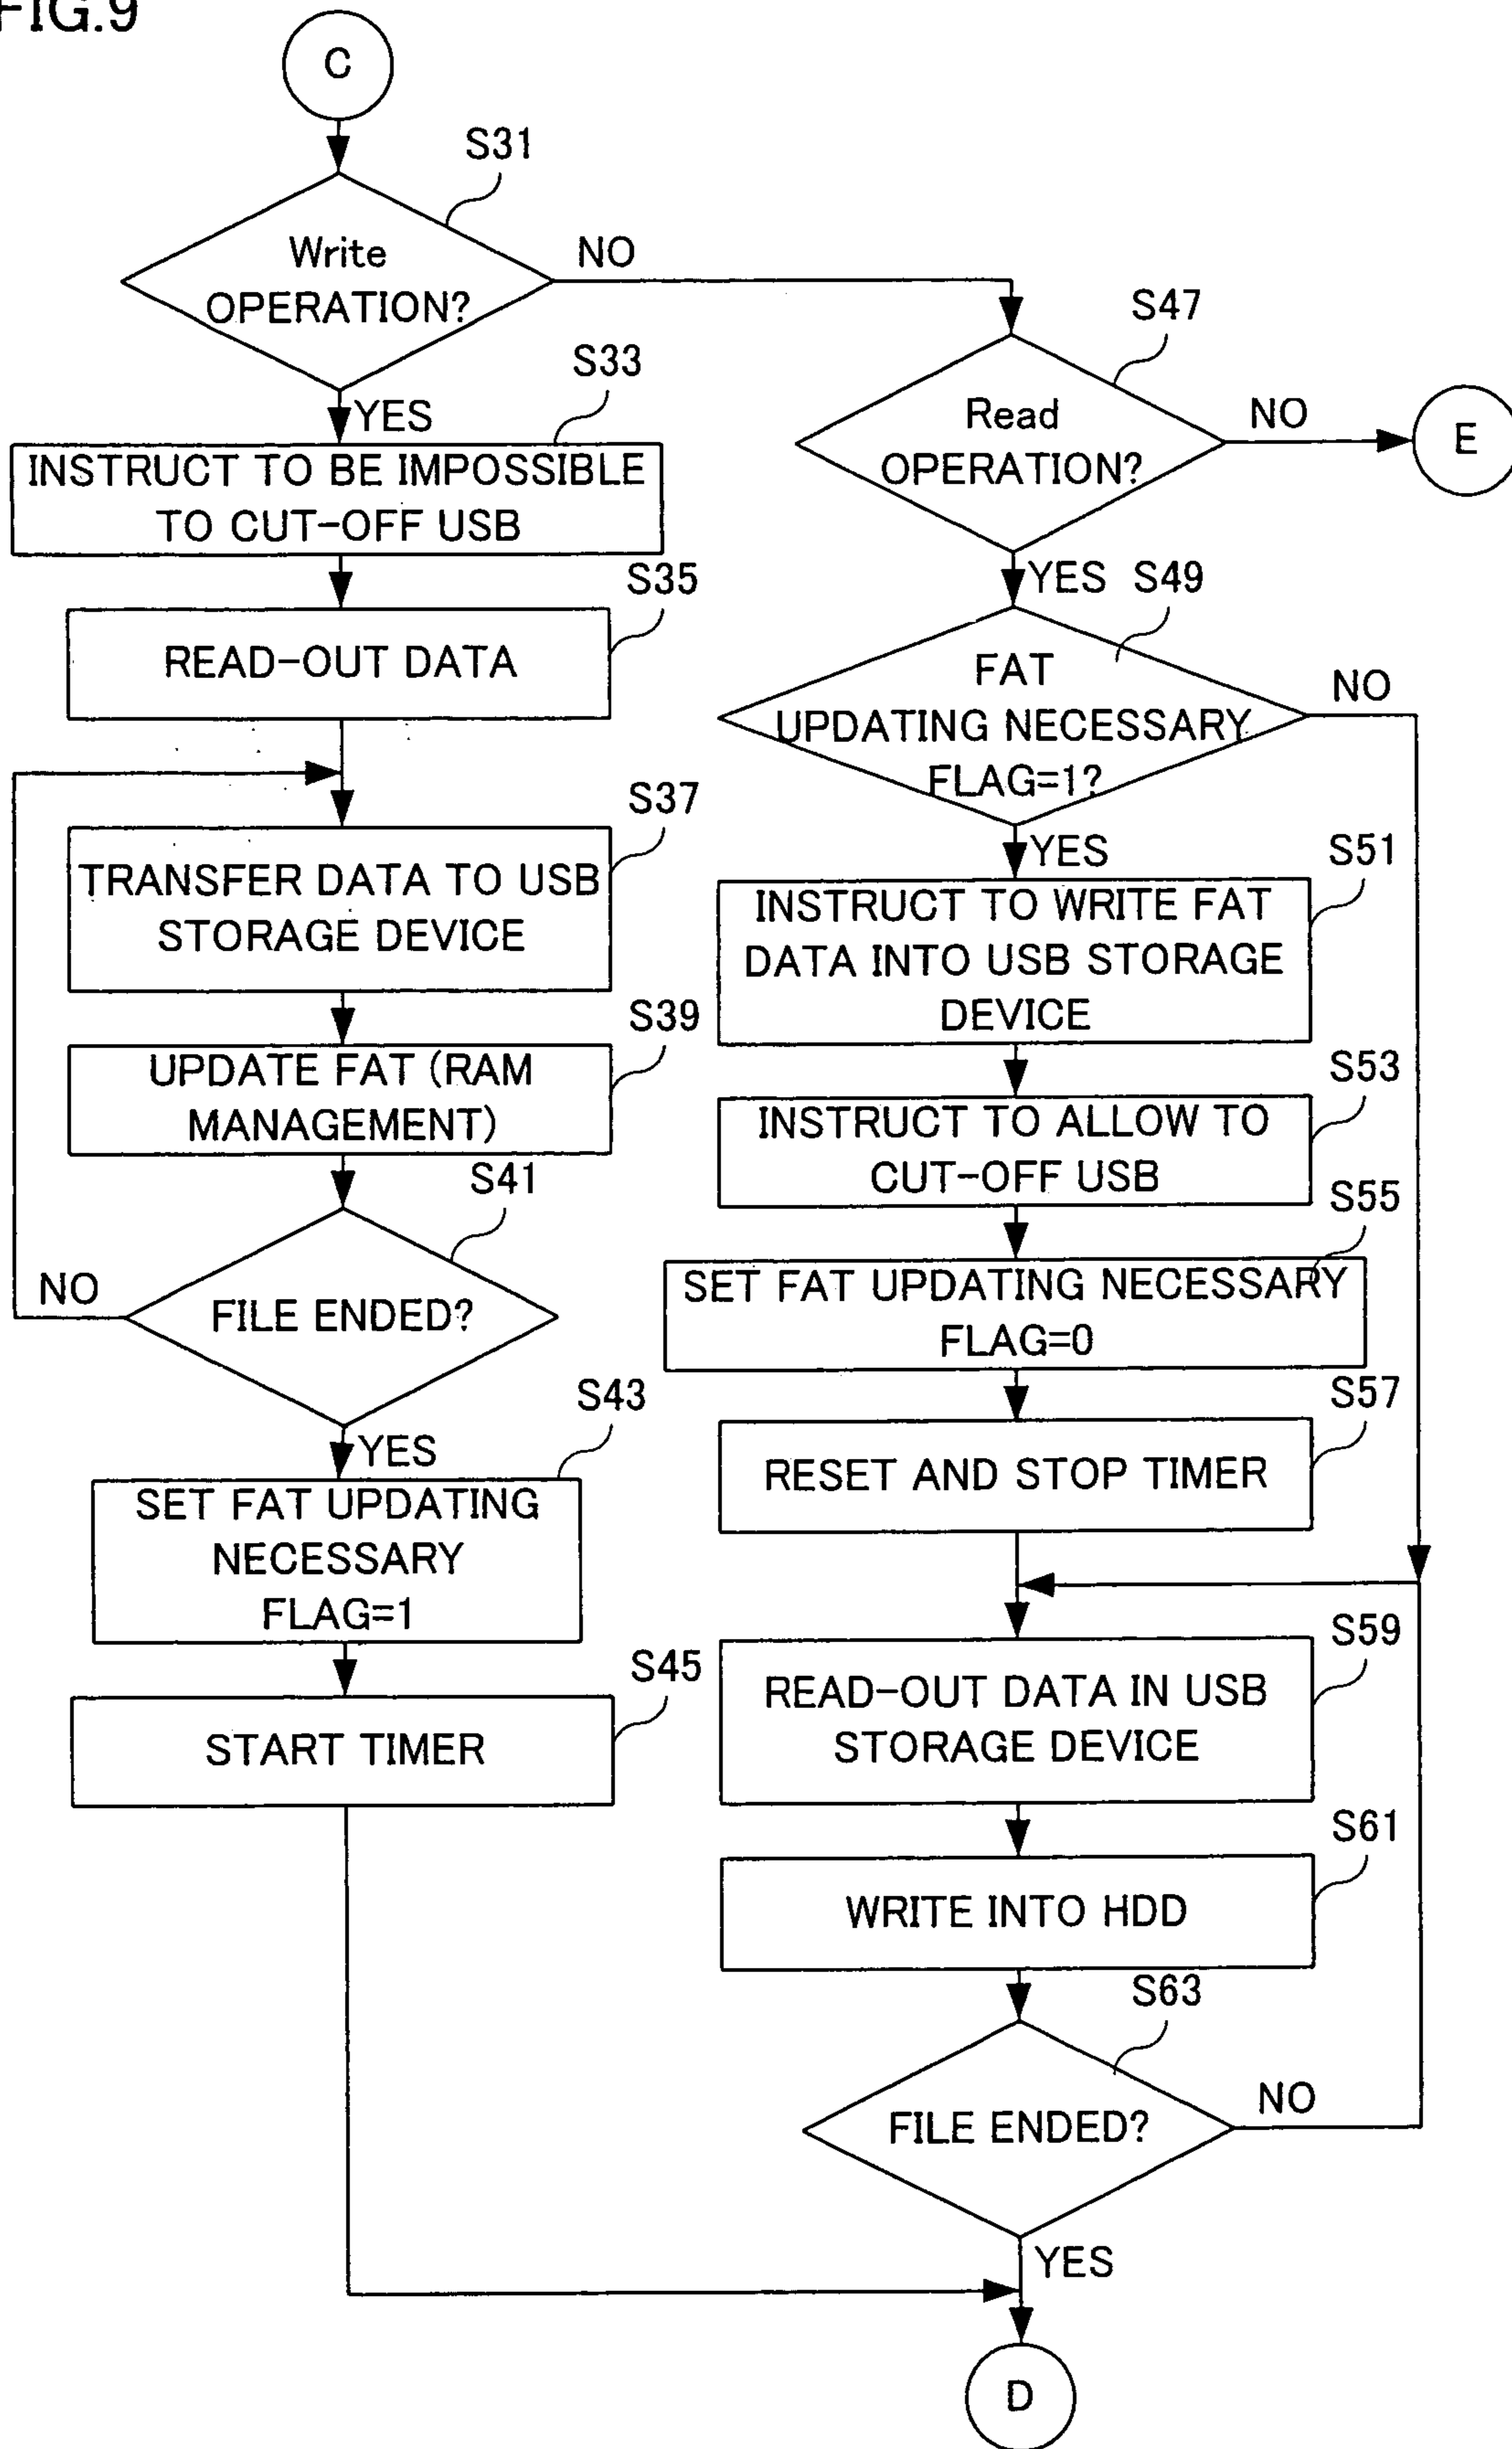 FIG.9
C
S31
Write
OPERATION?
NO
YES
S33
INSTRUCT TO BE IMPOSSIBLE
TO CUT-OFF USB
S35
READ-OUT DATA
S37
TRANSFER DATA TO USB
STORAGE DEVICE
S39
UPDATE FAT (RAM
MANAGEMENT)
S41
FILE ENDED?
NO
YES
S43
SET FAT UPDATING
NECESSARY
FLAG=1
S45
START TIMER
S47
Read
OPERATION?
NO
E
YES
S49
FAT
UPDATING NECESSARY
FLAG=1?
NO
YES
S51
INSTRUCT TO WRITE FAT
DATA INTO USB STORAGE
DEVICE
S53
INSTRUCT TO ALLOW TO
CUT-OFF USB
S55
SET FAT UPDATING NECESSARY
FLAG=0
S57
RESET AND STOP TIMER
S59
READ-OUT DATA IN USB
STORAGE DEVICE
S61
WRITE INTO HDD
S63
FILE ENDED?
NO
YES
D